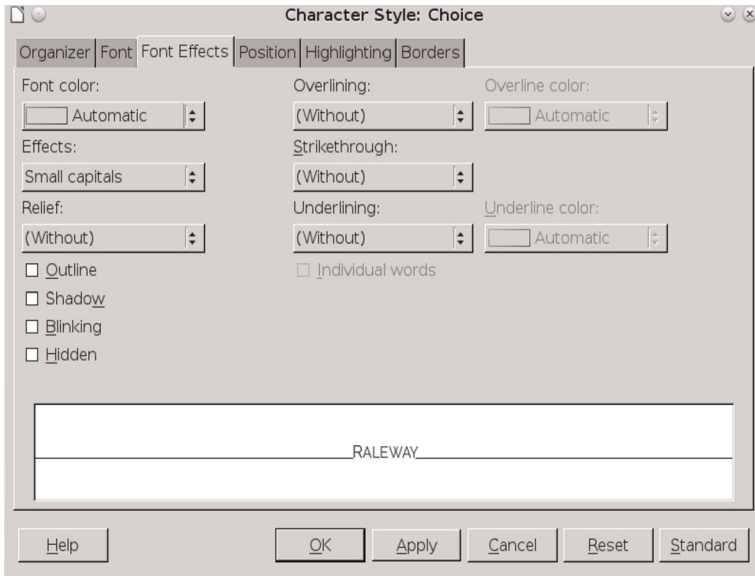 Character Style: Choice
Organizer Font Font Effects Position Highlighting Borders
Font color: Overlining: Overline color:
Automatic (Without) Automatic
Effects: Strikethrough:
Small capitals (Without)
Relief: Underlining: Underline color:
(Without) (Without) Automatic
Outline Individual words
Shadow
Blinking
Hidden
RALEWAY
Help OK Apply Cancel Reset Standard